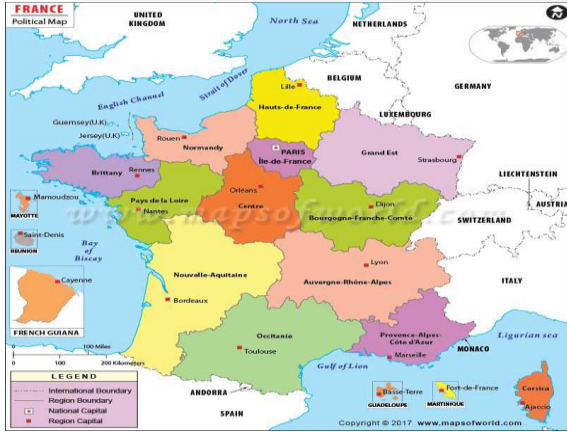 FRANCE
Political Map
UNITED
KINGDOM
North Sea
NETHERLANDS
N
BELGIUM
GERMANY
Strait of Dover
English Channel
Lille
Hauts-de-France
LUXEMBOURG
Guernsey(U.K.)
Jersey(U.K.)
Rouen
Normandy
PARIS
Île-de-France
Grand Est
Strasbourg
Brittany
Rennes
LIECHTENSTEIN
AUSTRIA
Mamoudzou
MAYOTTE
Pays de la Loire
Nantes
Orléans
Centre
Dijon
Bourgogne-Franche-Comté
SWITZERLAND
www.mapsofworld.com
Saint-Denis
REUNION
Bay
of
Biscay
Cayenne
FRENCH GUIANA
Nouvelle-Aquitaine
Bordeaux
Lyon
Auvergne-Rhône-Alpes
ITALY
Occitanie
Toulouse
Provence-Alpes-
Côte d'Azur
Marseille
MONACO
Ligurian sea
Gulf of Lion
0 100 Miles
0 100 200 Kilometers
LEGEND
International Boundary
Region Boundary
National Capital
Region Capital
ANDORRA
SPAIN
Basse-Terre
GUADELOUPE
Fort-de-France
MARTINIQUE
Corsica
Ajaccio
Copyright © 2017 www.mapsofworld.com